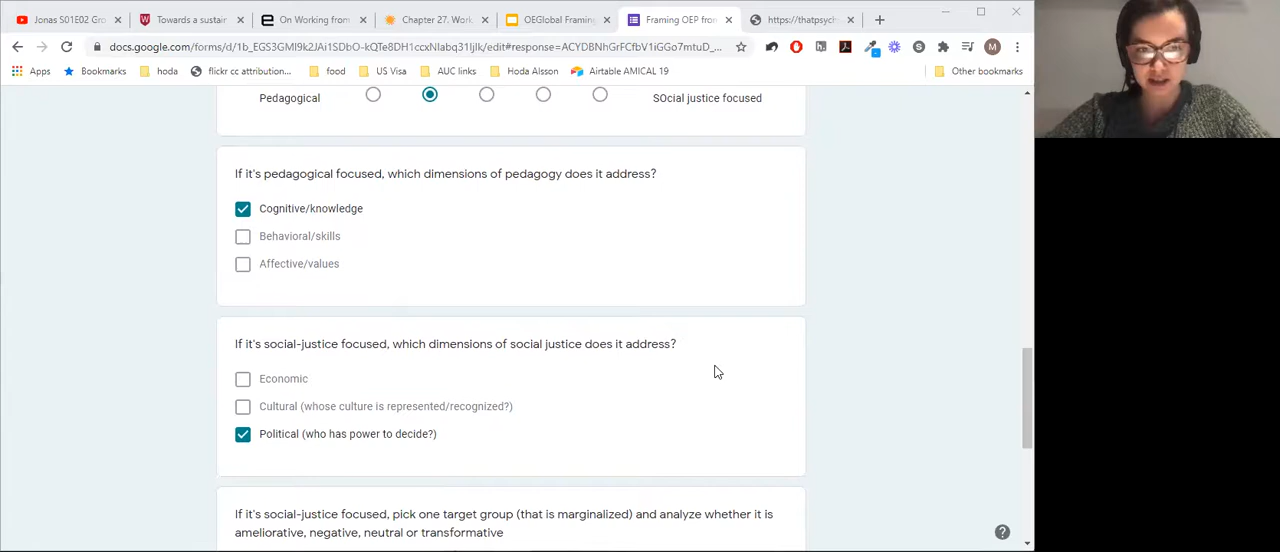 Jonas S01E02 Gro
Towards a sustain
On Working from
Chapter 27. Work
OEGlobal Framing
Framing OEP from
https://thatpsych
docs.google.com/forms/d/1b_EGS3GMI9k2JAi1SDbO-kQTe8DH1ccxNIabq31IjIk/edit#response=ACYDBNhGrFCfbV1iGGo7mtuD_...
M
Apps
Bookmarks
hoda
flickr cc attribution...
food
US Visa
AUC links
Hoda Alsson
Airtable AMICAL 19
Other bookmarks
Pedagogical
SOcial justice focused
If it's pedagogical focused, which dimensions of pedagogy does it address?
Cognitive/knowledge
Behavioral/skills
Affective/values
If it's social-justice focused, which dimensions of social justice does it address?
Economic
Cultural (whose culture is represented/recognized?)
Political (who has power to decide?)
If it's social-justice focused, pick one target group (that is marginalized) and analyze whether it is
ameliorative, negative, neutral or transformative